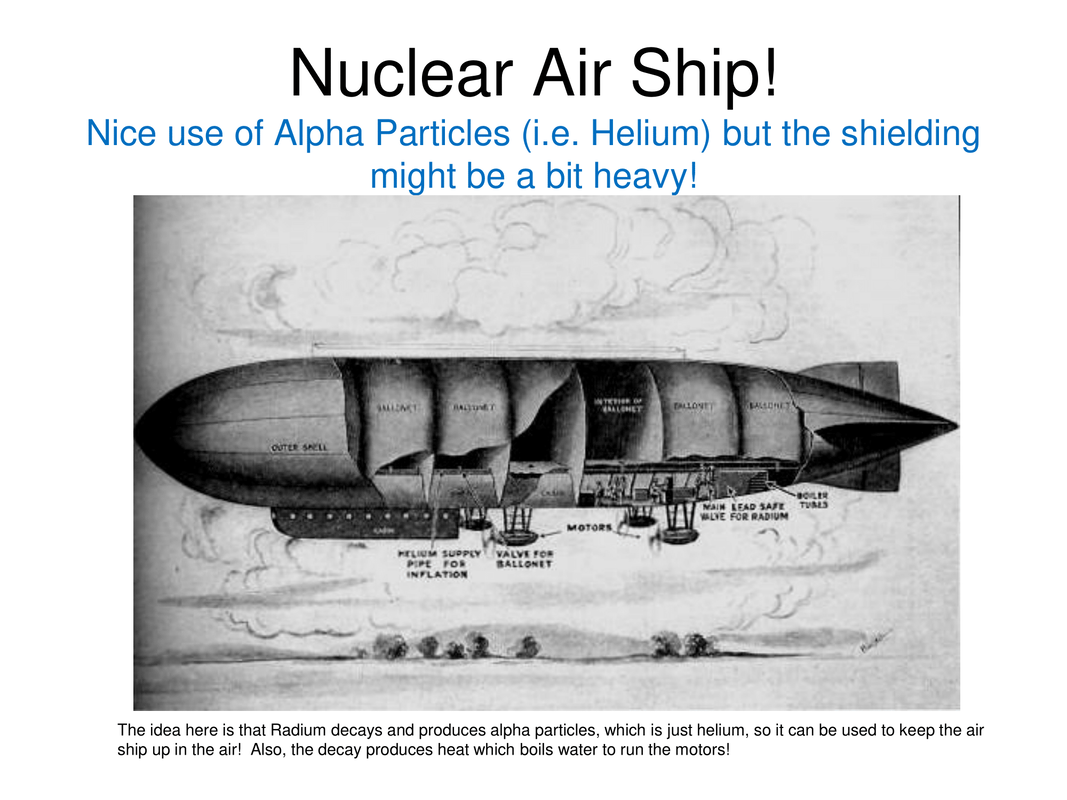 Nuclear Air Ship!
Nice use of Alpha Particles (i.e. Helium) but the shielding
might be a bit heavy!
BALLONET
BALLONET
INTERIOR OF
BALLONET
BALLONET
BALLONET
OUTER SHELL
CABIN
CABIN
MAIN LEAD SAFE
VALVE FOR RADIUM
BOILER
TUBES
MOTORS
HELIUM SUPPLY
PIPE FOR
INFLATION
VALVE FOR
BALLONET
The idea here is that Radium decays and produces alpha particles, which is just helium, so it can be used to keep the air
ship up in the air!  Also, the decay produces heat which boils water to run the motors!